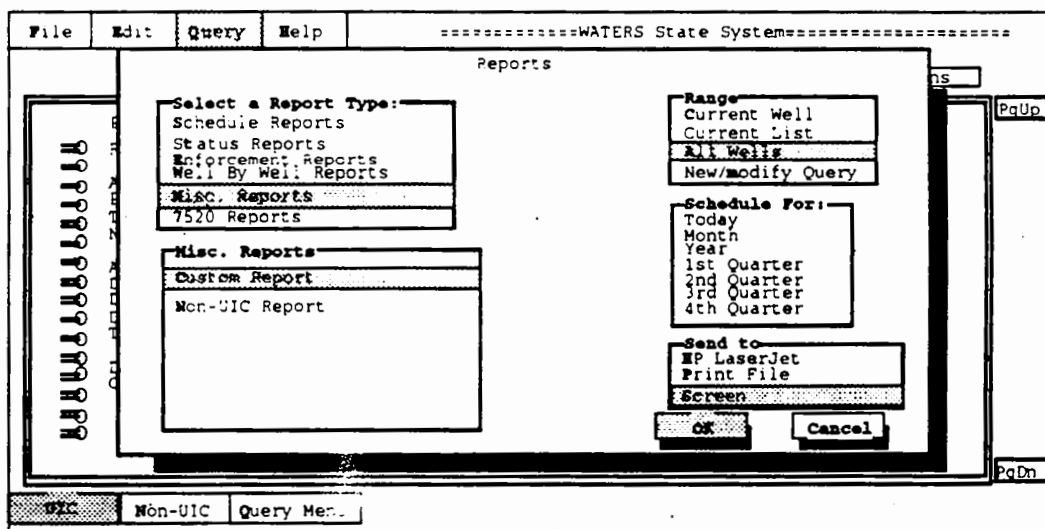 File Edit Query Help =============WATERS State System=====================
Reports
ns
PgUp
Select a Report Type:
Schedule Reports
Status Reports
Enforcement Reports
Well By Well Reports
Misc. Reports
7520 Reports
Misc. Reports
Custom Report
Non-UIC Report
Range
Current Well
Current List
All Wells
New/modify Query
Schedule For:
Today
Month
Year
1st Quarter
2nd Quarter
3rd Quarter
4th Quarter
Send to
HP LaserJet
Print File
Screen
OK Cancel
PgDn
UIC Non-UIC Query